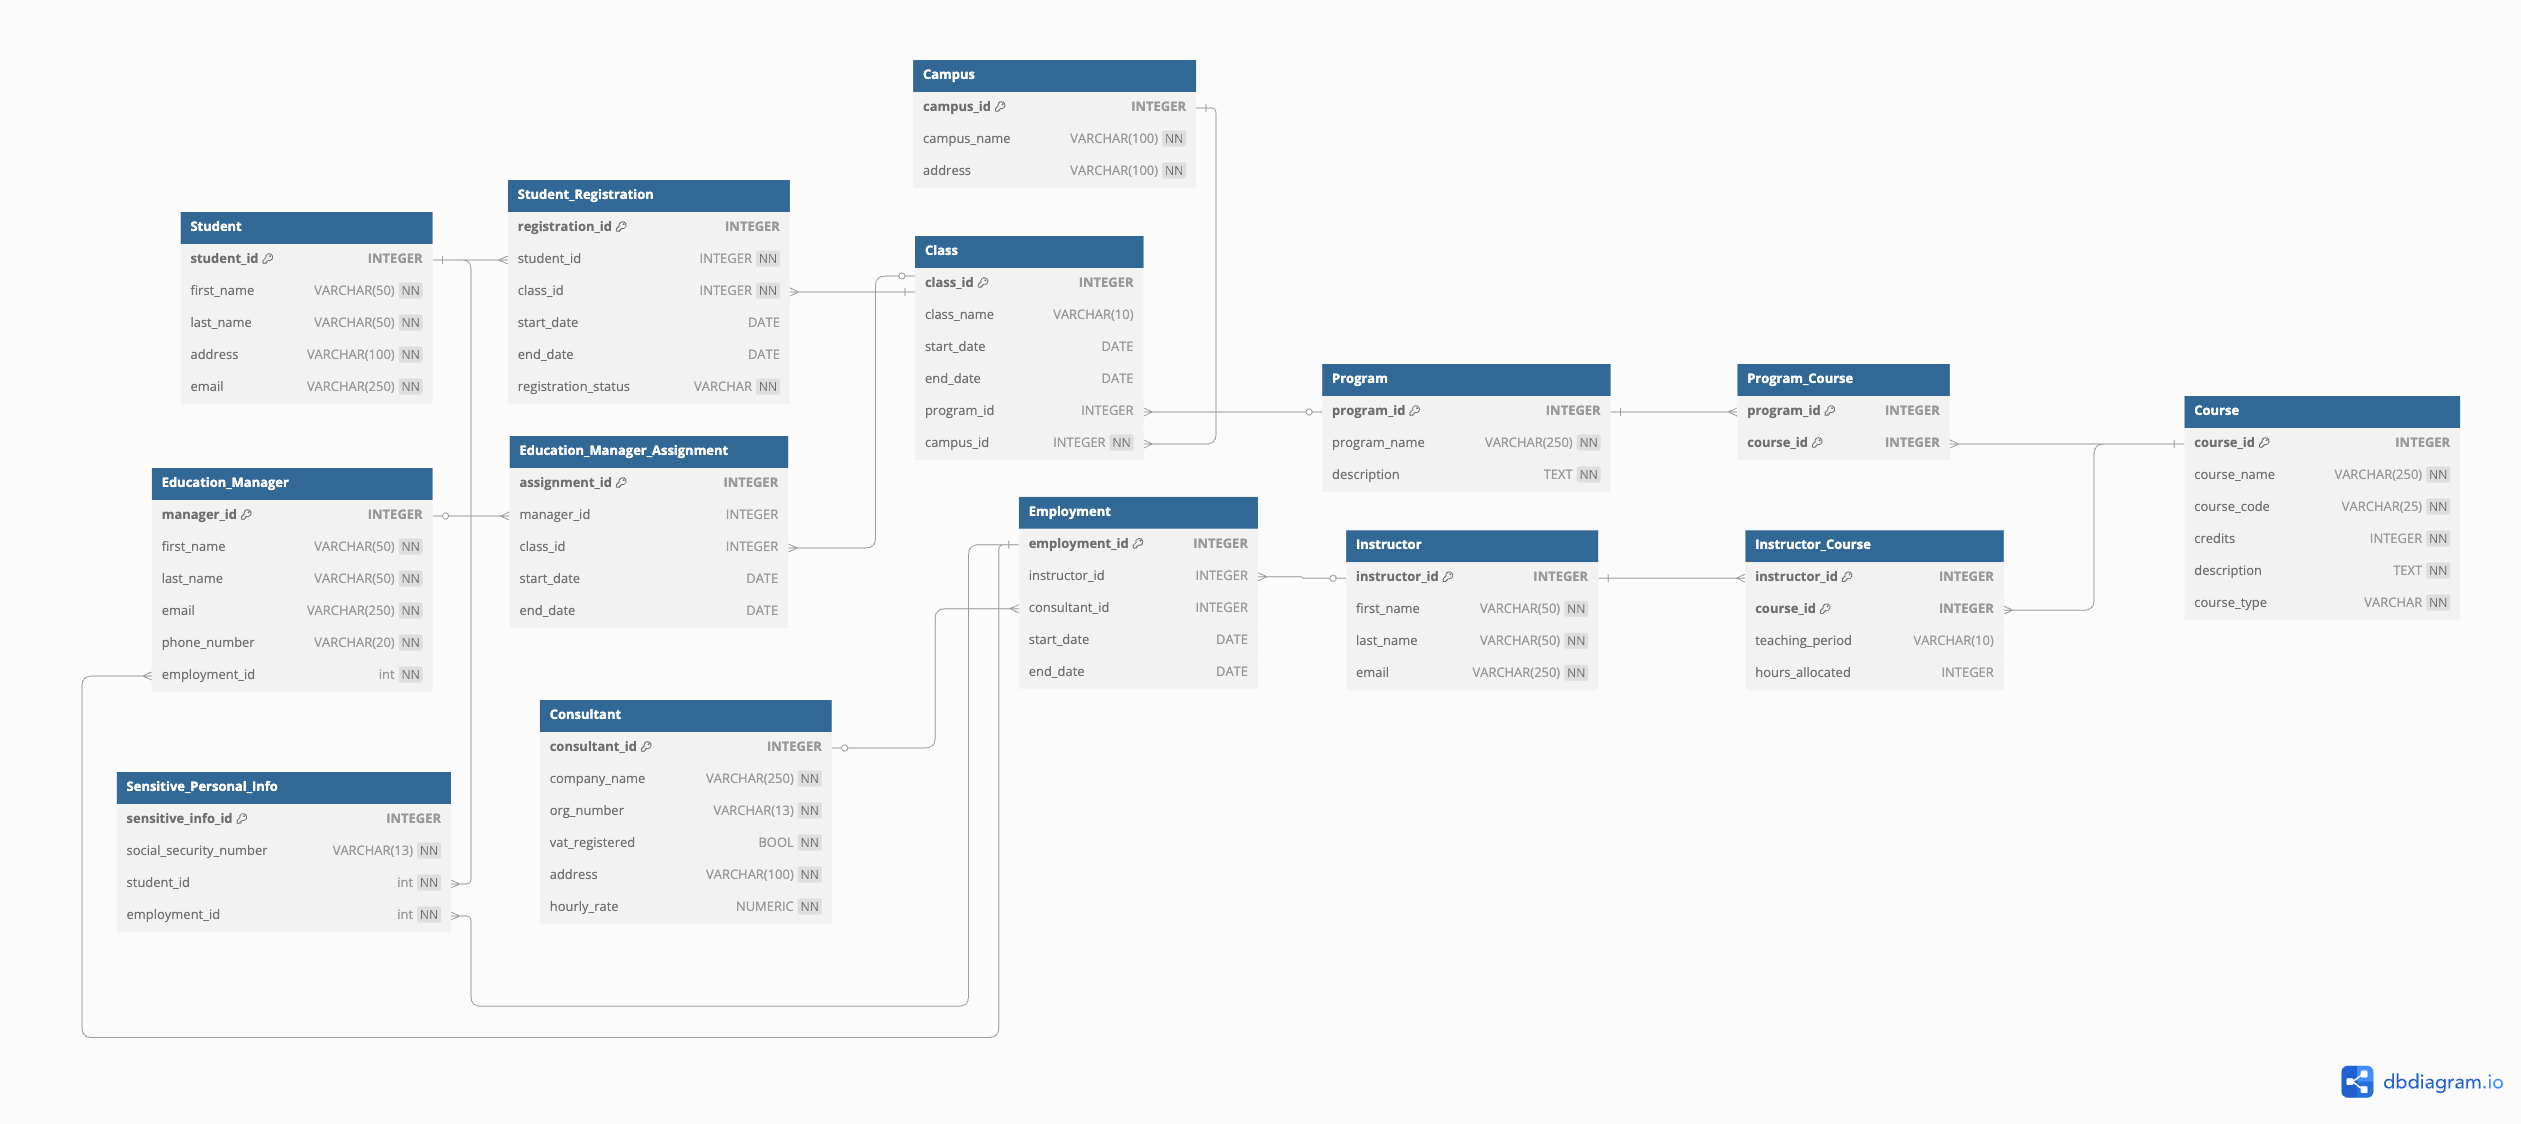 Campus
campus_id INTEGER
campus_name VARCHAR(100) NN
address VARCHAR(100) NN
Student_Registration
registration_id INTEGER
student_id INTEGER NN
class_id INTEGER NN
start_date DATE
end_date DATE
registration_status VARCHAR NN
Student
student_id INTEGER
first_name VARCHAR(50) NN
last_name VARCHAR(50) NN
address VARCHAR(100) NN
email VARCHAR(250) NN
Class
class_id INTEGER
class_name VARCHAR(10)
start_date DATE
end_date DATE
program_id INTEGER
campus_id INTEGER NN
Program
program_id INTEGER
program_name VARCHAR(250) NN
description TEXT NN
Program_Course
program_id INTEGER
course_id INTEGER
Course
course_id INTEGER
course_name VARCHAR(250) NN
course_code VARCHAR(25) NN
credits INTEGER NN
description TEXT NN
course_type VARCHAR NN
Education_Manager_Assignment
assignment_id INTEGER
manager_id INTEGER
class_id INTEGER
start_date DATE
end_date DATE
Education_Manager
manager_id INTEGER
first_name VARCHAR(50) NN
last_name VARCHAR(50) NN
email VARCHAR(250) NN
phone_number VARCHAR(20) NN
employment_id int NN
Employment
employment_id INTEGER
instructor_id INTEGER
consultant_id INTEGER
start_date DATE
end_date DATE
Instructor
instructor_id INTEGER
first_name VARCHAR(50) NN
last_name VARCHAR(50) NN
email VARCHAR(250) NN
Instructor_Course
instructor_id INTEGER
course_id INTEGER
teaching_period VARCHAR(10)
hours_allocated INTEGER
Consultant
consultant_id INTEGER
company_name VARCHAR(250) NN
org_number VARCHAR(13) NN
vat_registered BOOL NN
address VARCHAR(100) NN
hourly_rate NUMERIC NN
Sensitive_Personal_Info
sensitive_info_id INTEGER
social_security_number VARCHAR(13) NN
student_id int NN
employment_id int NN
dbdiagram.io